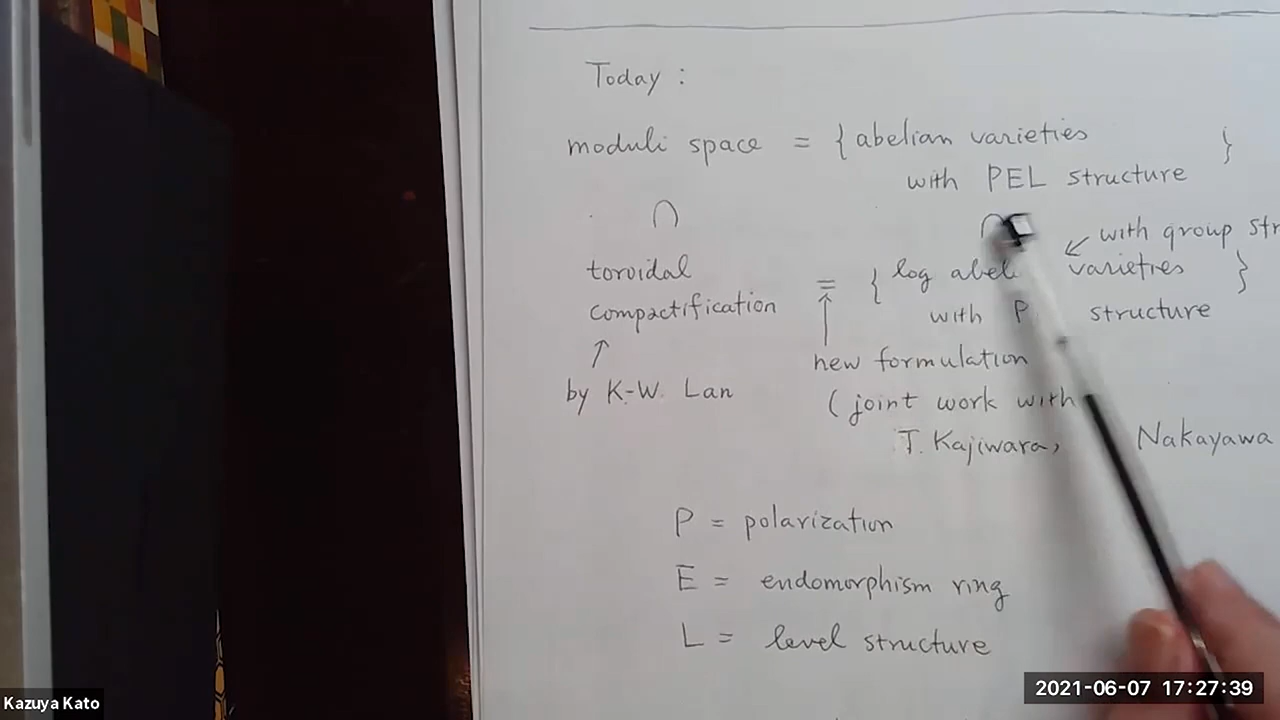 Today :
moduli space = { abelian varieties }
with PEL structure
∩ ∩
with group str
toroidal = { log abel varieties }
compactification with P structure
↑ ↑
new formulation
by K-W. Lan ( joint work with
T. Kajiwara, Nakayawa
P = polarization
E = endomorphism ring
L = level structure
Kazuya Kato
2021-06-07 17:27:39